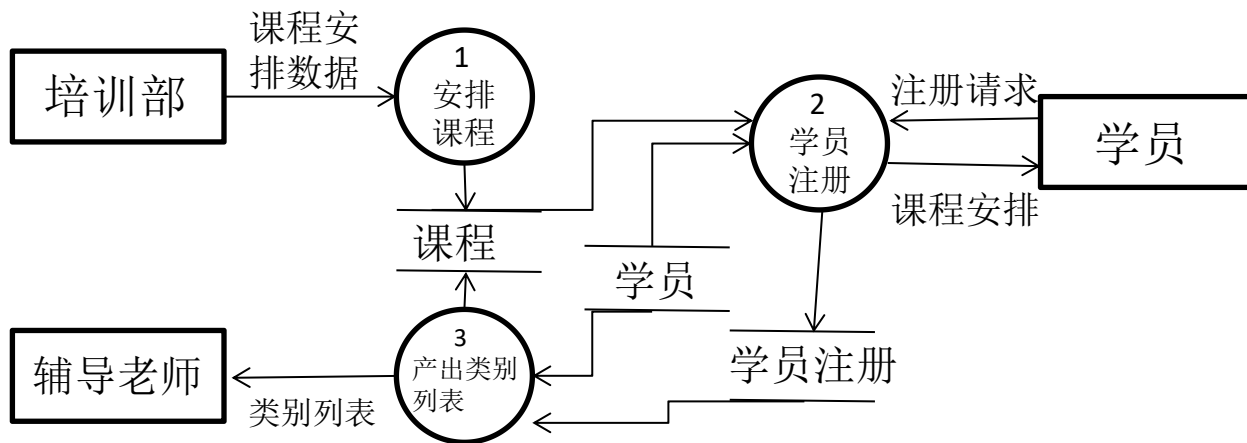 培训部
课程安
排数据
1
安排
课程
2
学员
注册
注册请求
学员
课程安排
课程
学员
学员注册
3
产出类别
列表
类别列表
辅导老师